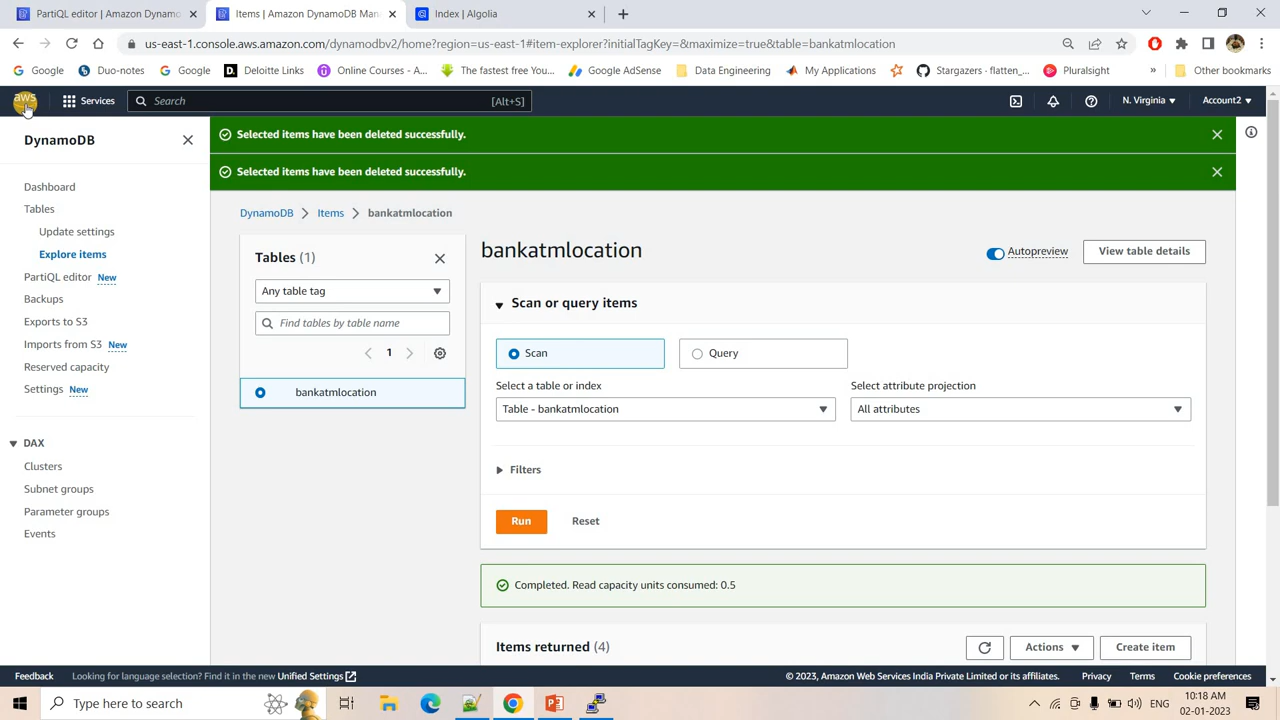 PartiQL editor | Amazon DynamoDB
Items | Amazon DynamoDB Man
Index | Algolia
us-east-1.console.aws.amazon.com/dynamodbv2/home?region=us-east-1#item-explorer?initialTagKey=&maximize=true&table=bankatmlocation
Google
Duo-notes
Google
Deloitte Links
Online Courses - A...
The fastest free You...
Google AdSense
Data Engineering
My Applications
Stargazers · flatten_...
Pluralsight
»
Other bookmarks
aws
Services
Search
[Alt+S]
N. Virginia
Account2
DynamoDB
Dashboard
Tables
Update settings
Explore items
PartiQL editor New
Backups
Exports to S3
Imports from S3 New
Reserved capacity
Settings New
DAX
Clusters
Subnet groups
Parameter groups
Events
Selected items have been deleted successfully.
Selected items have been deleted successfully.
DynamoDB > Items > bankatmlocation
Tables (1)
Any table tag
Find tables by table name
1
bankatmlocation
bankatmlocation
Autopreview
View table details
Scan or query items
Scan
Query
Select a table or index
Table - bankatmlocation
Select attribute projection
All attributes
Filters
Run
Reset
Completed. Read capacity units consumed: 0.5
Items returned (4)
Actions
Create item
Feedback
Looking for language selection? Find it in the new Unified Settings
© 2023, Amazon Web Services India Private Limited or its affiliates.
Privacy
Terms
Cookie preferences
Type here to search
ENG
10:18 AM
02-01-2023